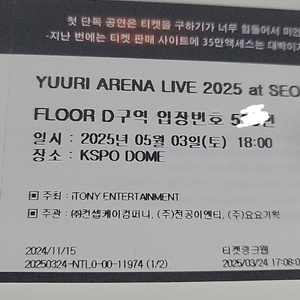 첫 단독 공연은 티켓을 구하기가 너무 힘들어서 미안
-지난 번에는 티켓 판매 사이트에 35만액세스는 대박이
YUURI ARENA LIVE 2025 at SEO
FLOOR D구역 입장번호 5
일시 : 2025년 05월 03일(토) 18:00
장소 : KSPO DOME
▣ 주최 : iTONY ENTERTAINMENT
▣ 주관 : ㈜컨셉케이컴퍼니, (주)전공이엔티, (주)요요기획
2024/11/15 티켓링크웹
20250324-NTL0-00-11974 (1/2) 2025/03/24 17:08:0